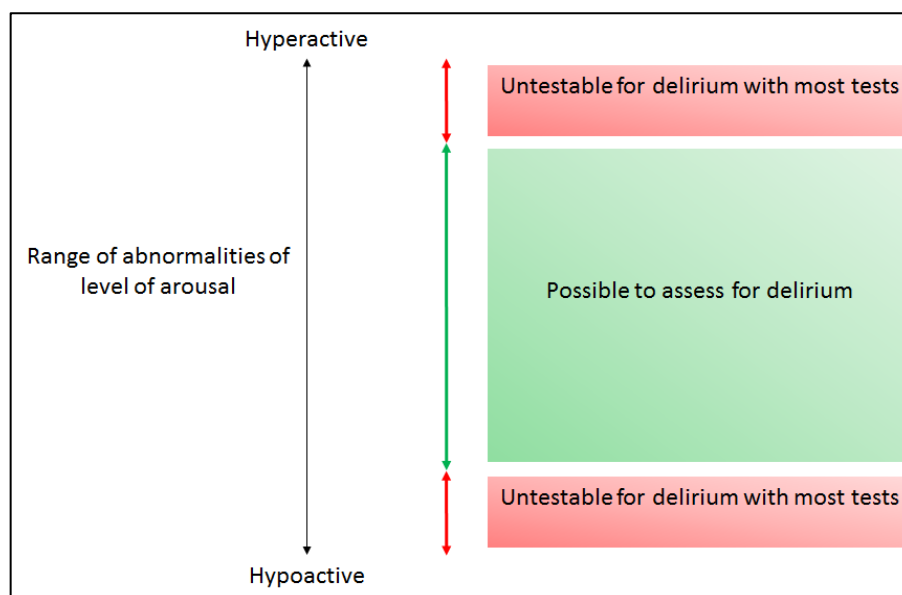 Hyperactive
Untestable for delirium with most tests
Range of abnormalities of
level of arousal
Possible to assess for delirium
Untestable for delirium with most tests
Hypoactive